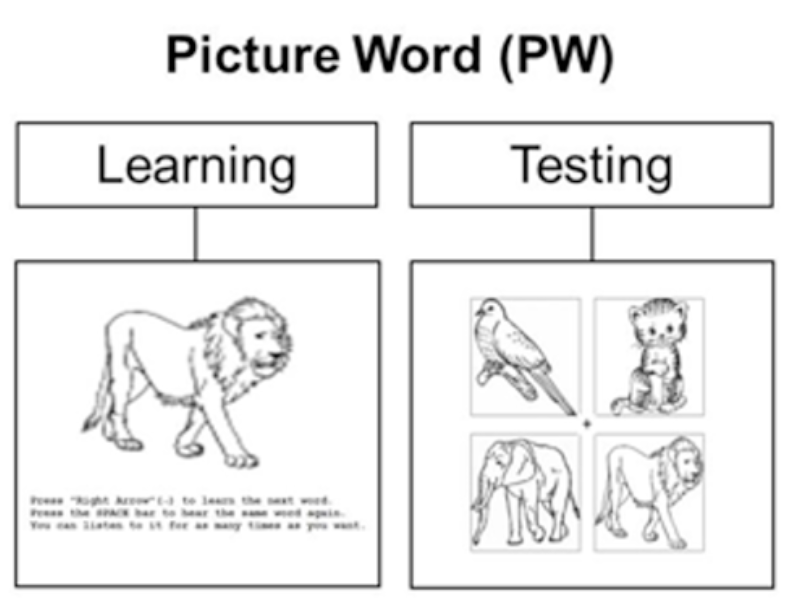 Picture Word (PW)
Learning
Testing
Press "Right Arrow"(→) to learn the next word.
Press the SPACE bar to hear the same word again.
You can listen to it for as many times as you want.
+